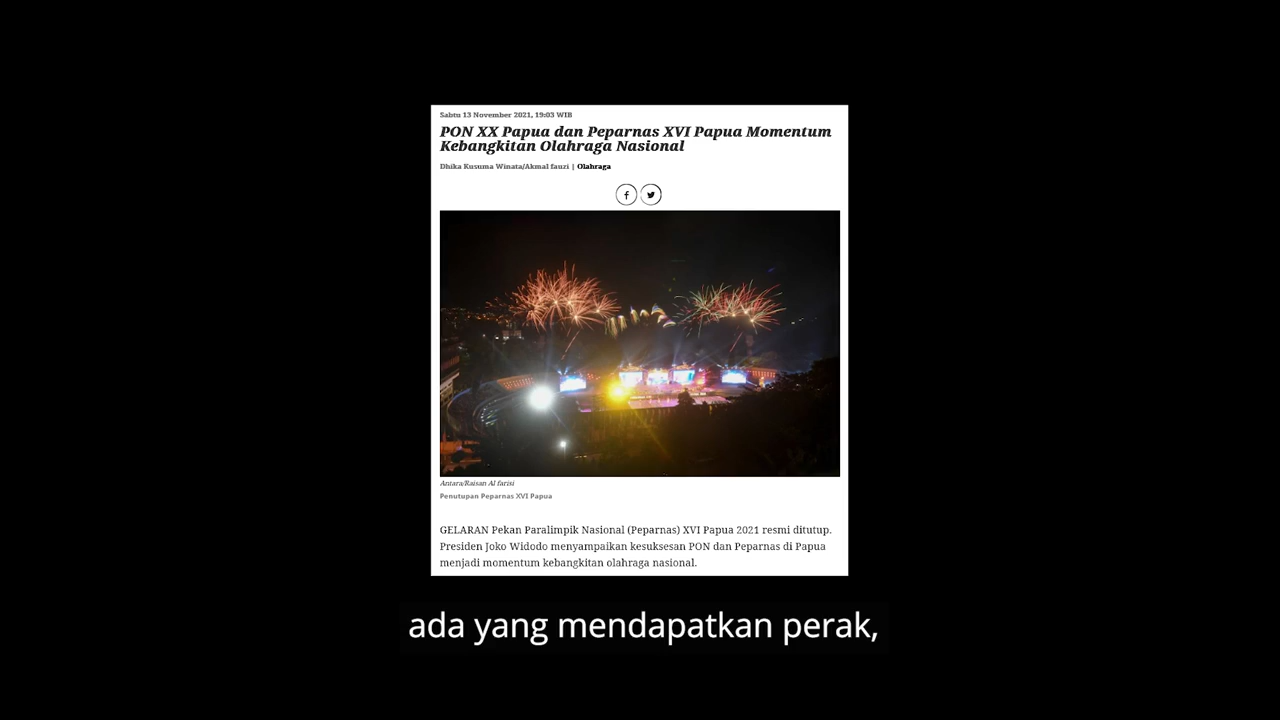 Sabtu 13 November 2021, 19:03 WIB
PON XX Papua dan Peparnas XVI Papua Momentum
Kebangkitan Olahraga Nasional
Dhika Kusuma Winata/Akmal fauzi | Olahraga
Antara/Raisan Al farisi
Penutupan Peparnas XVI Papua
GELARAN Pekan Paralimpik Nasional (Peparnas) XVI Papua 2021 resmi ditutup.
Presiden Joko Widodo menyampaikan kesuksesan PON dan Peparnas di Papua
menjadi momentum kebangkitan olahraga nasional.
ada yang mendapatkan perak,